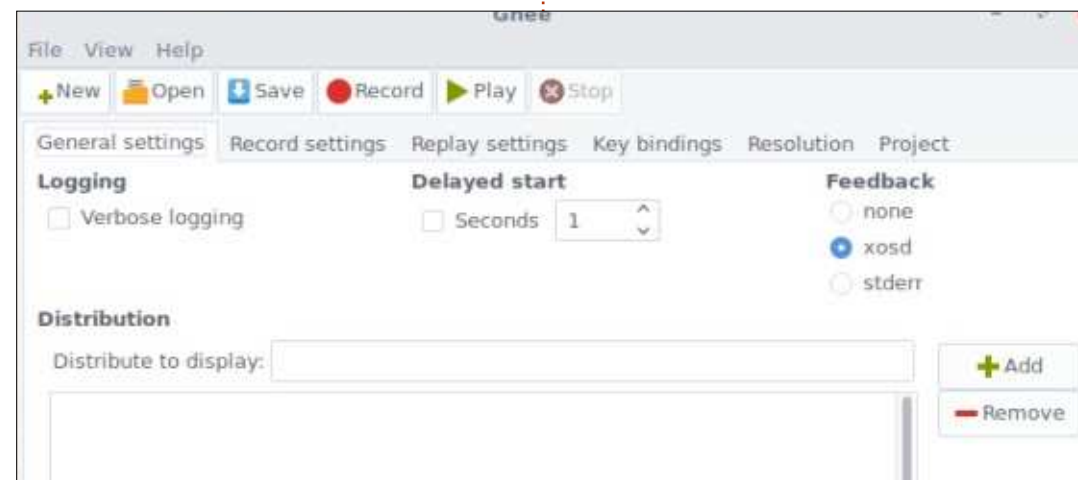 Ghee
File View Help
New Open Save Record Play Stop
General settings Record settings Replay settings Key bindings Resolution Project
Logging Delayed start Feedback
Verbose logging Seconds 1 none
xosd
stderr
Distribution
Distribute to display: Add
Remove